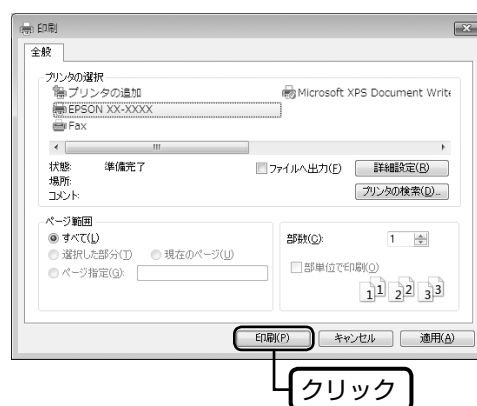 印刷
全般
プリンタの選択
プリンタの追加
Microsoft XPS Document Write
EPSON XX-XXXX
Fax
状態: 準備完了
ファイルへ出力(F)
詳細設定(R)
場所:
コメント:
プリンタの検索(D)...
ページ範囲
すべて(L)
選択した部分(T)
現在のページ(U)
ページ指定(G):
部数(C): 1
部単位で印刷(O)
1 1 2 2 3 3
印刷(P)
キャンセル
適用(A)
クリック